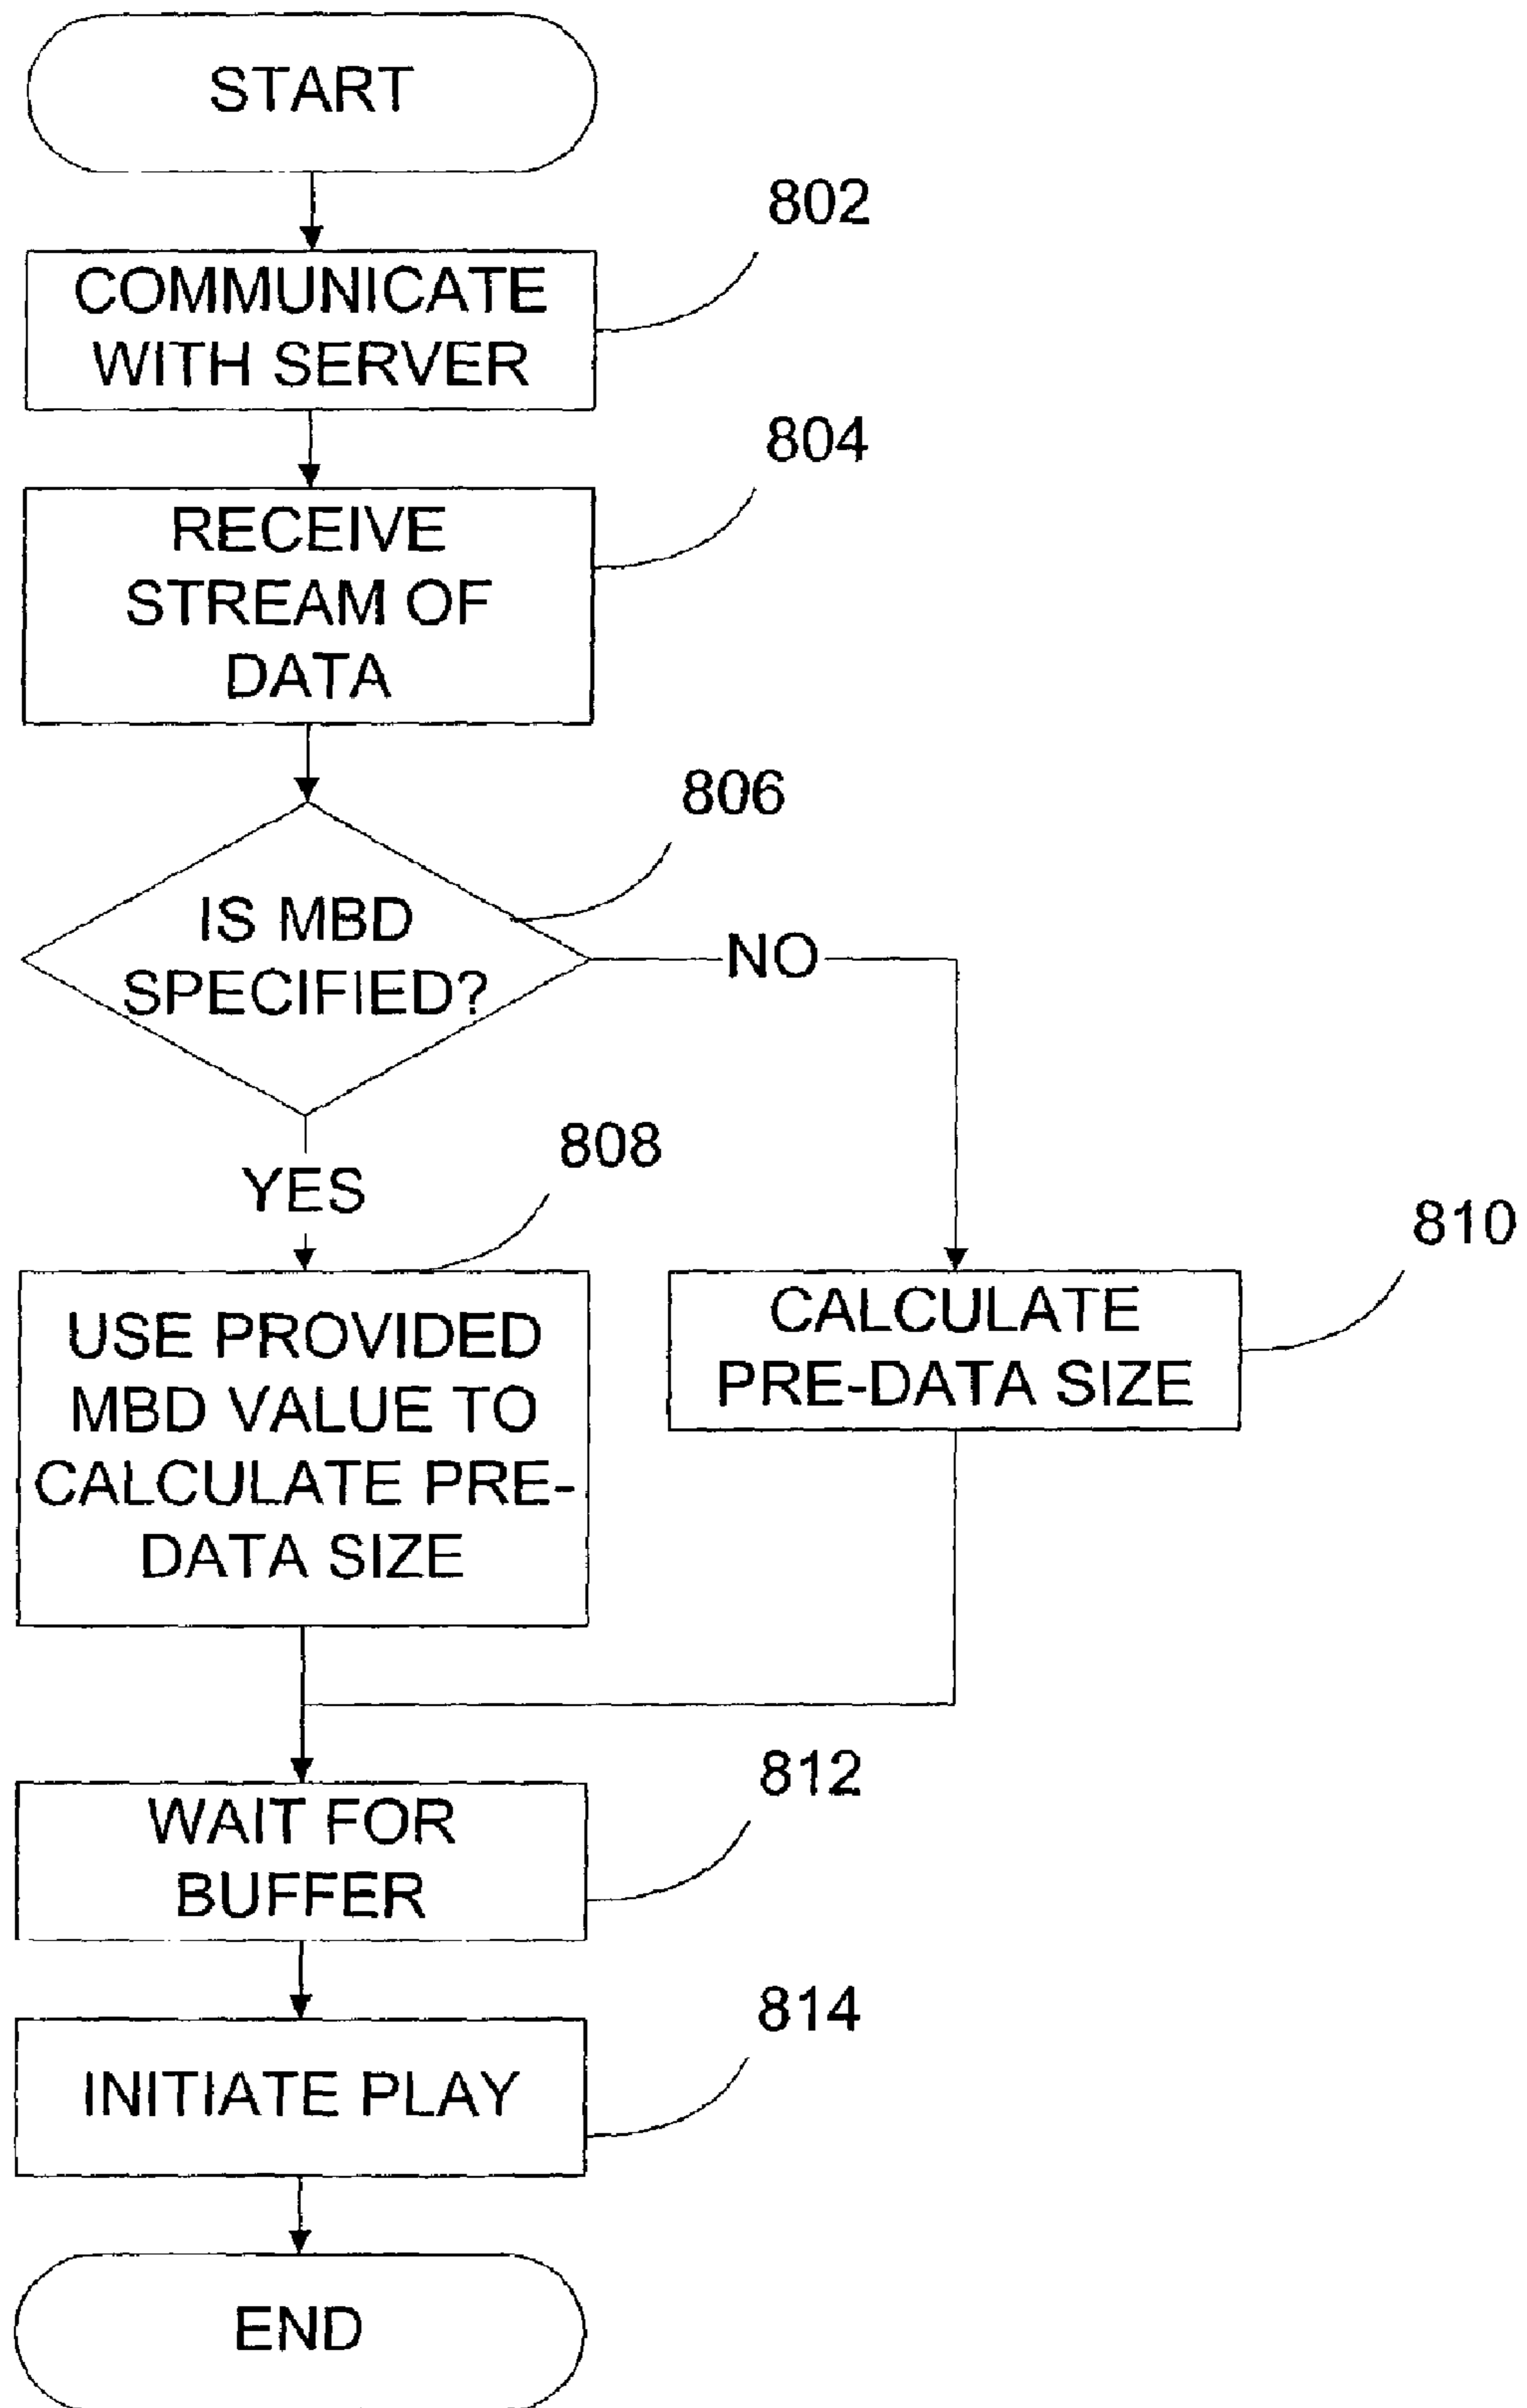 START
802
COMMUNICATE
WITH SERVER
804
RECEIVE
STREAM OF
DATA
806
IS MBD
SPECIFIED?
NO
YES
808
810
USE PROVIDED
MBD VALUE TO
CALCULATE PRE-
DATA SIZE
CALCULATE
PRE-DATA SIZE
812
WAIT FOR
BUFFER
814
INITIATE PLAY
END